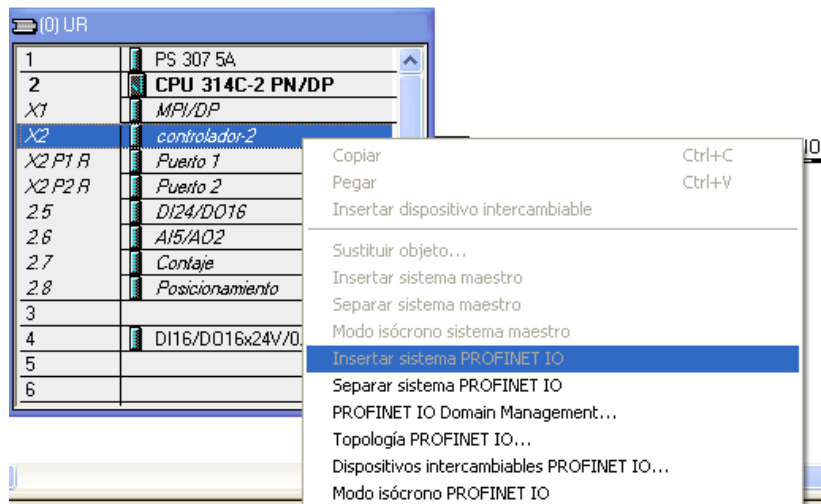 (0) UR
1 PS 307 5A
2 CPU 314C-2 PN/DP
X1 MPI/DP
X2 controlador-2
X2 P1 R Puerto 1
X2 P2 R Puerto 2
2.5 DI24/DO16
2.6 AI5/AO2
2.7 Contaje
2.8 Posicionamiento
3
4 DI16/DO16x24V/0.
5
6
Copiar Ctrl+C
Pegar Ctrl+V
Insertar dispositivo intercambiable
Sustituir objeto...
Insertar sistema maestro
Separar sistema maestro
Modo isócrono sistema maestro
Insertar sistema PROFINET IO
Separar sistema PROFINET IO
PROFINET IO Domain Management...
Topología PROFINET IO...
Dispositivos intercambiables PROFINET IO...
Modo isócrono PROFINET IO